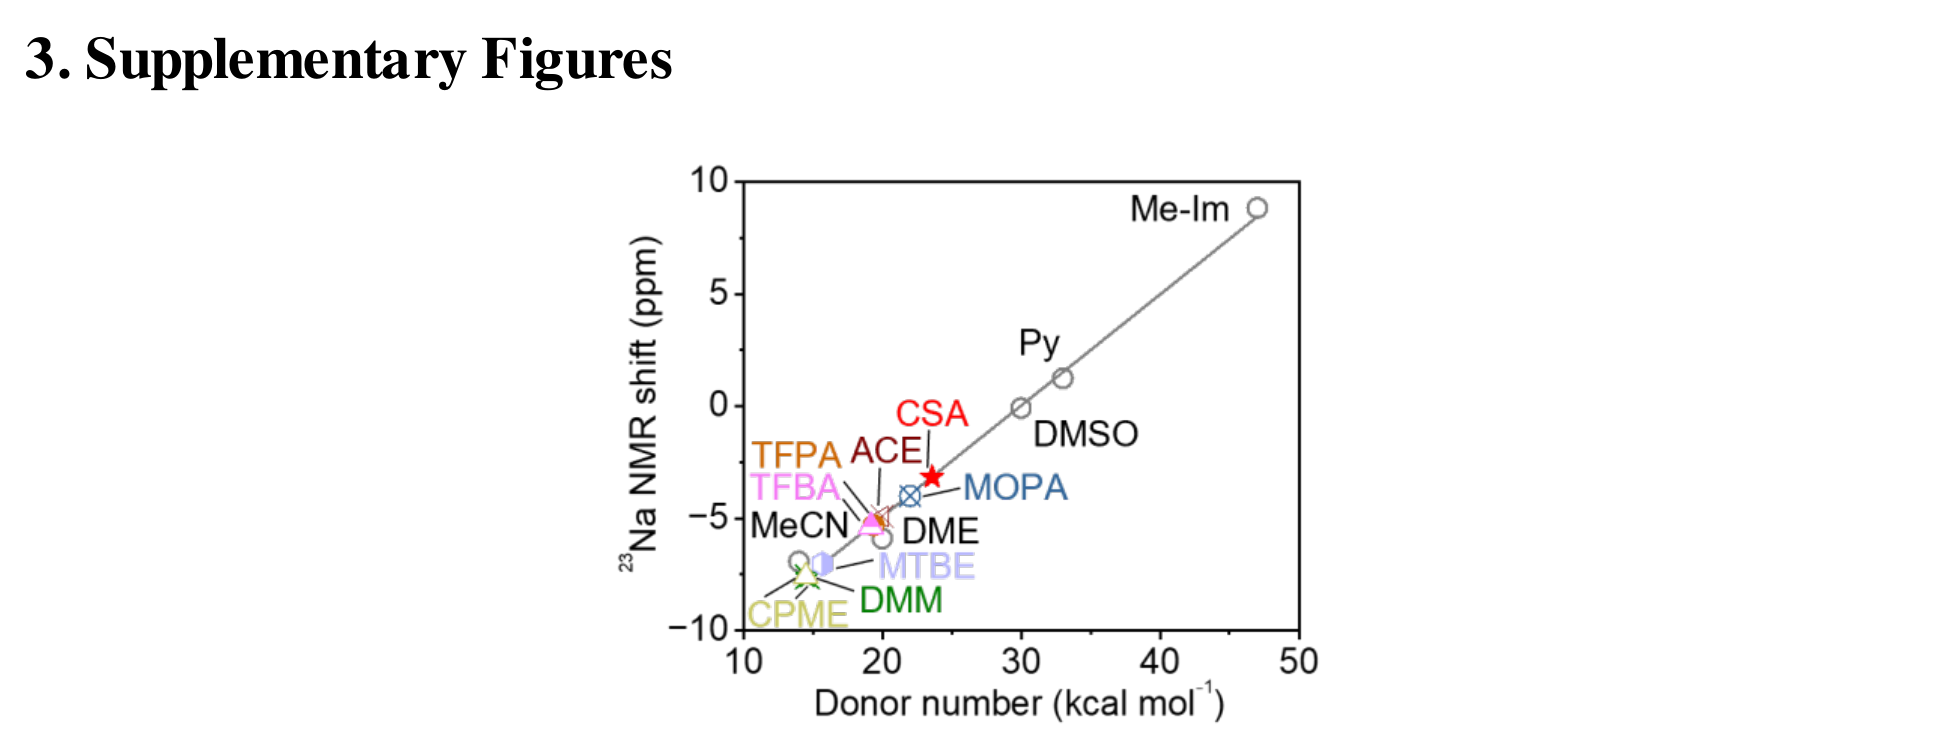 3. Supplementary Figures
10
Me-Im
5
Py
0
CSA
DMSO
TFPA ACE
TFBA
MOPA
−5
MeCN
DME
MTBE
DMM
CPME
−10
10 20 30 40 50
²³Na NMR shift (ppm)
Donor number (kcal mol⁻¹)